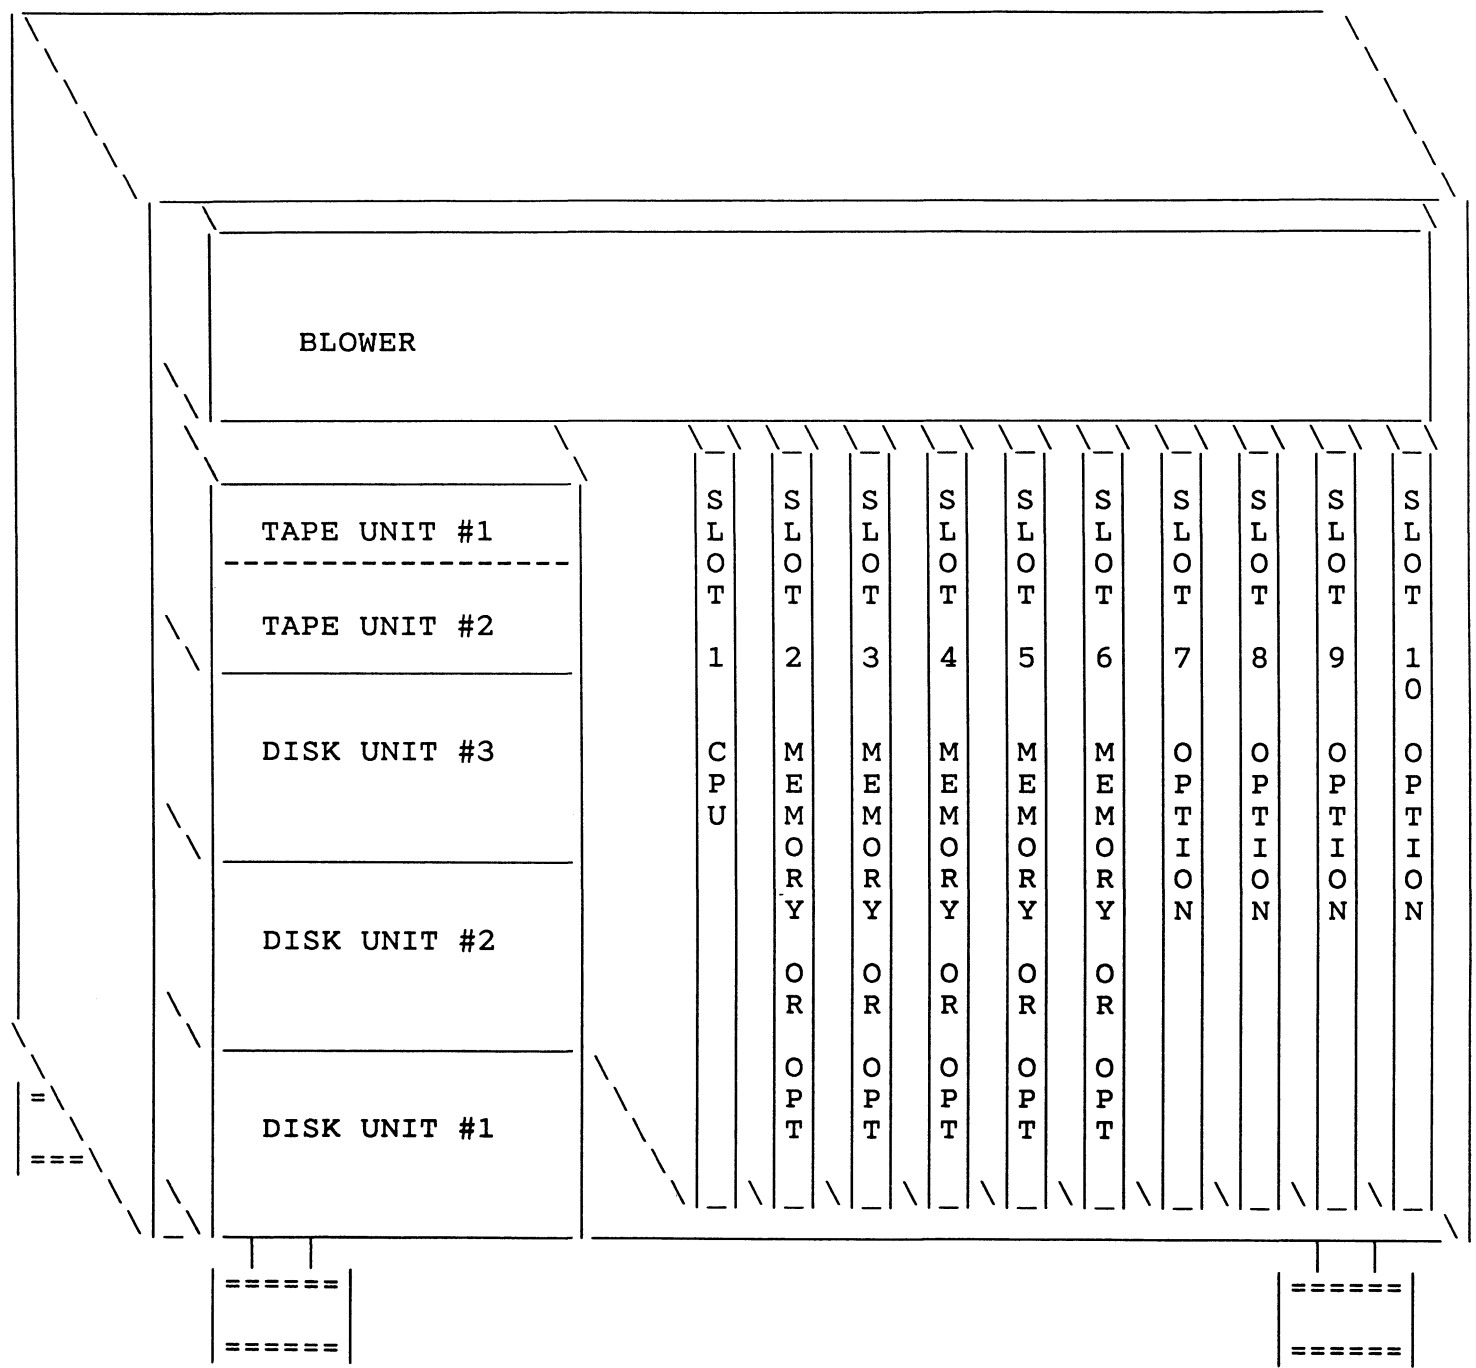 BLOWER
TAPE UNIT #1
TAPE UNIT #2
DISK UNIT #3
DISK UNIT #2
DISK UNIT #1
SLOT 1 CPU
SLOT 2 MEMORY OR OPT
SLOT 3 MEMORY OR OPT
SLOT 4 MEMORY OR OPT
SLOT 5 MEMORY OR OPT
SLOT 6 MEMORY OR OPT
SLOT 7 OPTION
SLOT 8 OPTION
SLOT 9 OPTION
SLOT 10 OPTION